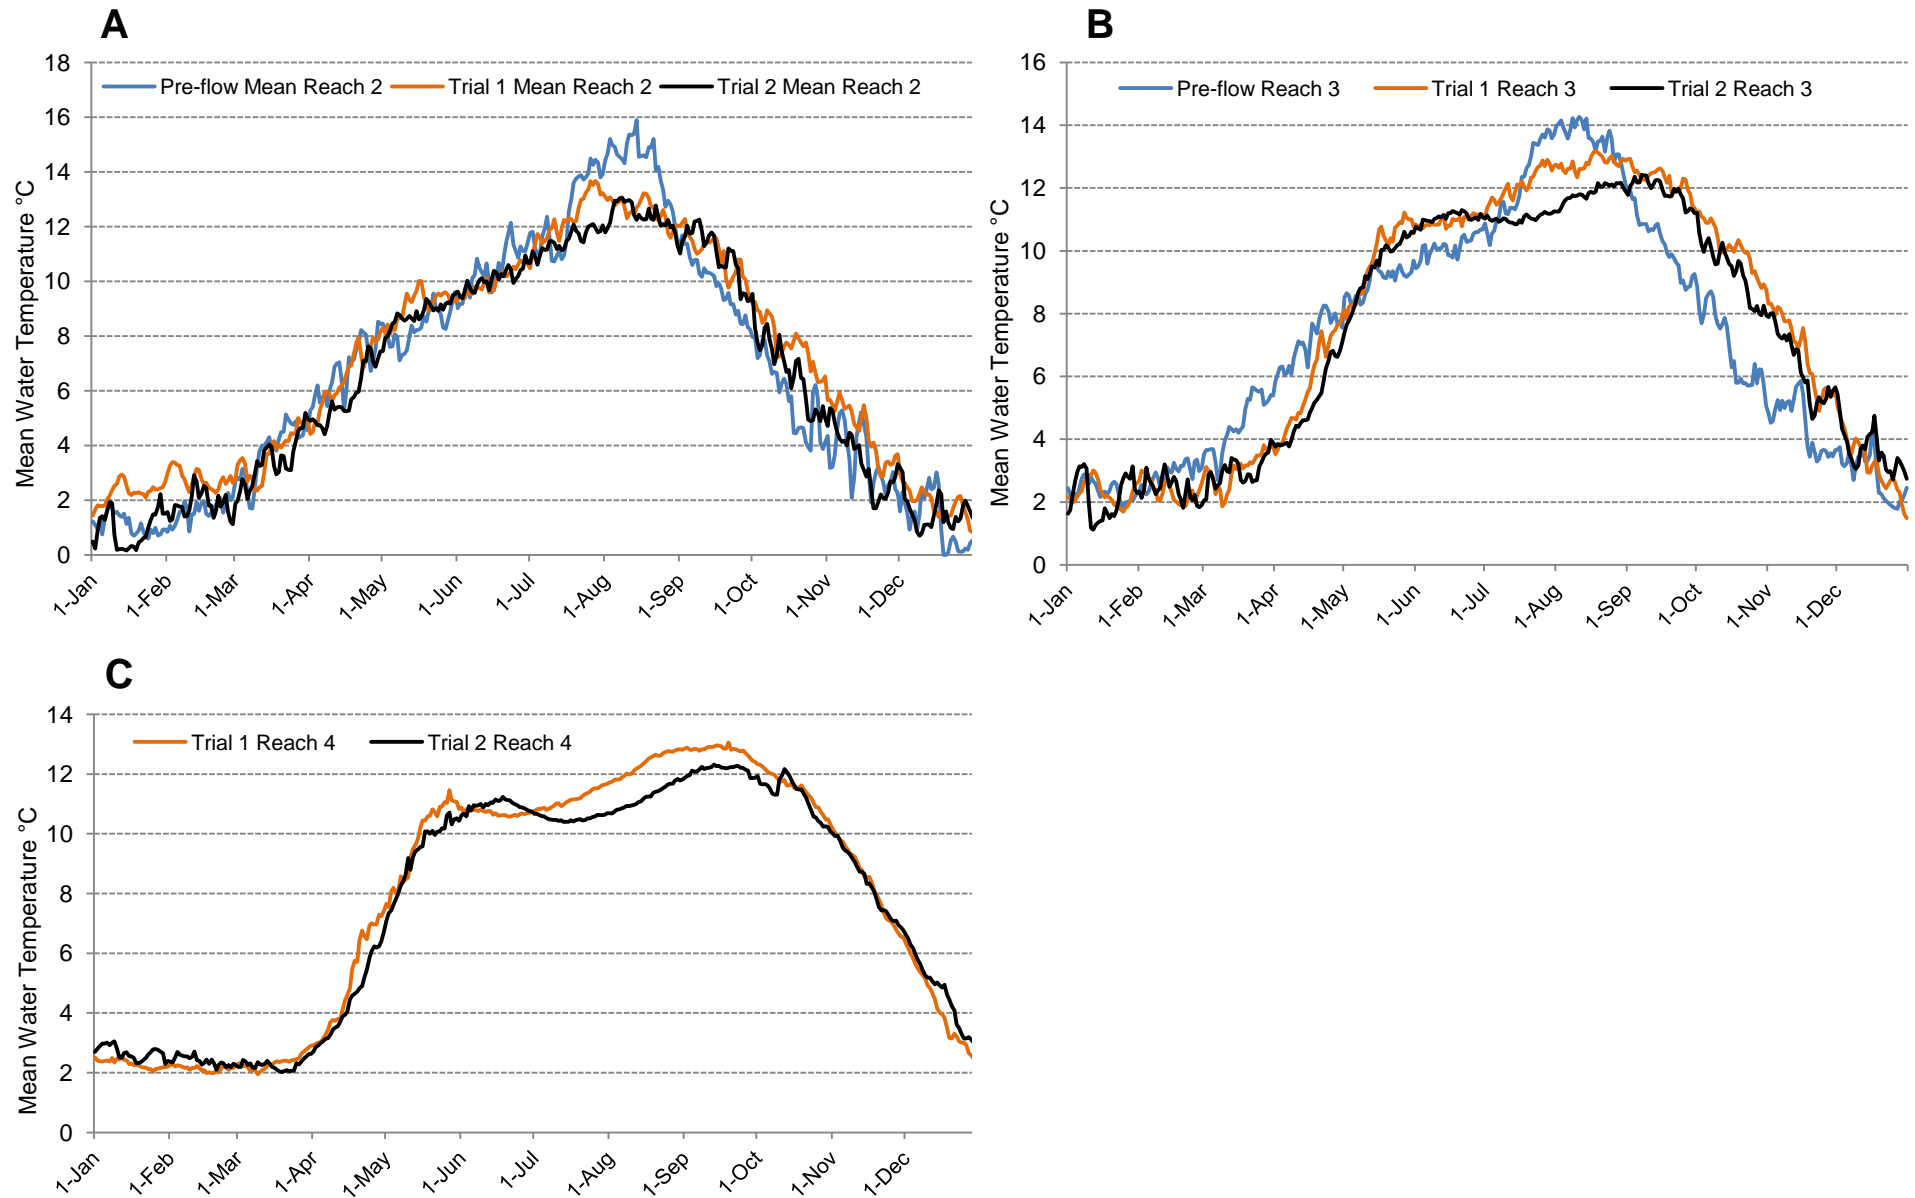 A
18
16
14
12
10
8
6
4
2
0
Mean Water Temperature °C
Pre-flow Mean Reach 2 Trial 1 Mean Reach 2 Trial 2 Mean Reach 2
1-Jan 1-Feb 1-Mar 1-Apr 1-May 1-Jun 1-Jul 1-Aug 1-Sep 1-Oct 1-Nov 1-Dec
B
16
14
12
10
8
6
4
2
0
Mean Water Temperature °C
Pre-flow Reach 3 Trial 1 Reach 3 Trial 2 Reach 3
1-Jan 1-Feb 1-Mar 1-Apr 1-May 1-Jun 1-Jul 1-Aug 1-Sep 1-Oct 1-Nov 1-Dec
C
14
12
10
8
6
4
2
0
Mean Water Temperature °C
Trial 1 Reach 4 Trial 2 Reach 4
1-Jan 1-Feb 1-Mar 1-Apr 1-May 1-Jun 1-Jul 1-Aug 1-Sep 1-Oct 1-Nov 1-Dec